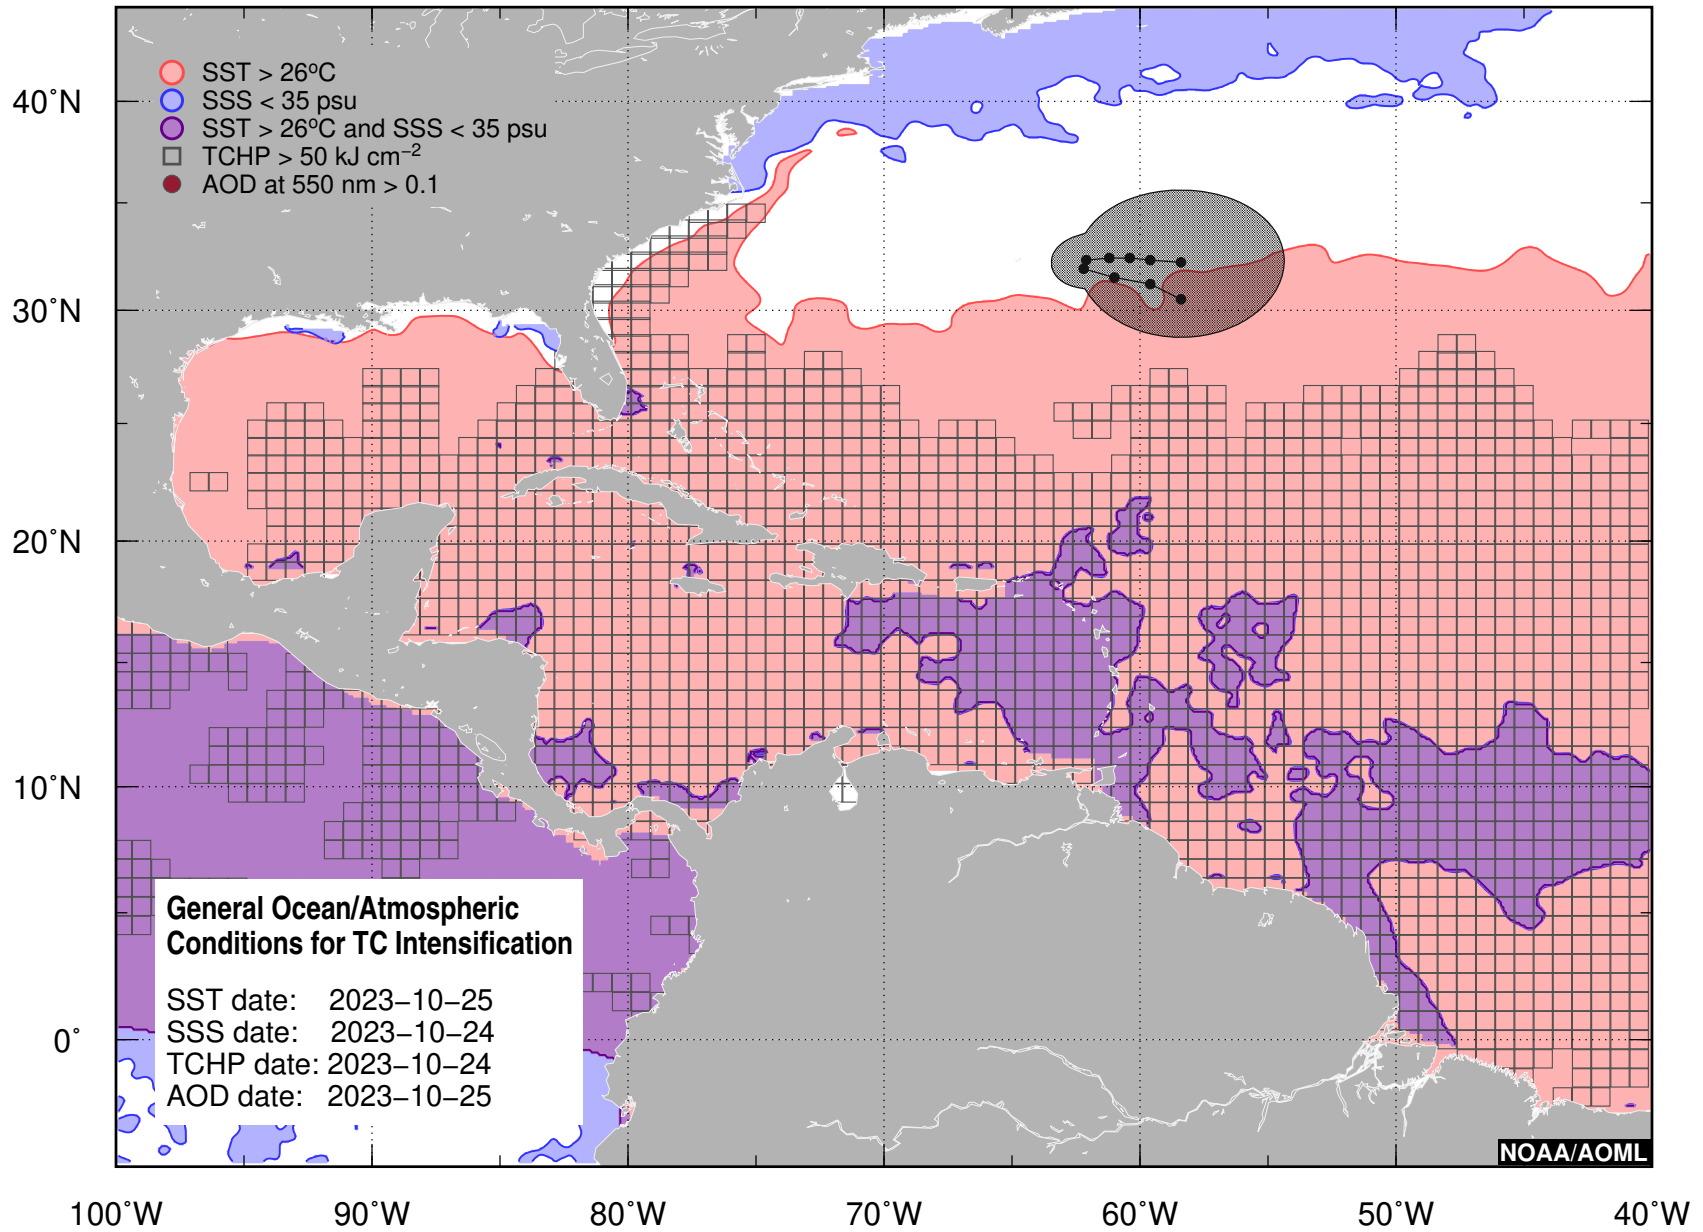 SST > 26°C
SSS < 35 psu
SST > 26°C and SSS < 35 psu
TCHP > 50 kJ cm⁻²
AOD at 550 nm > 0.1
40˚N
30˚N
20˚N
10˚N
0˚
General Ocean/Atmospheric
Conditions for TC Intensification
SST date: 2023−10−25
SSS date: 2023−10−24
TCHP date: 2023−10−24
AOD date: 2023−10−25
NOAA/AOML
100˚W 90˚W 80˚W 70˚W 60˚W 50˚W 40˚W